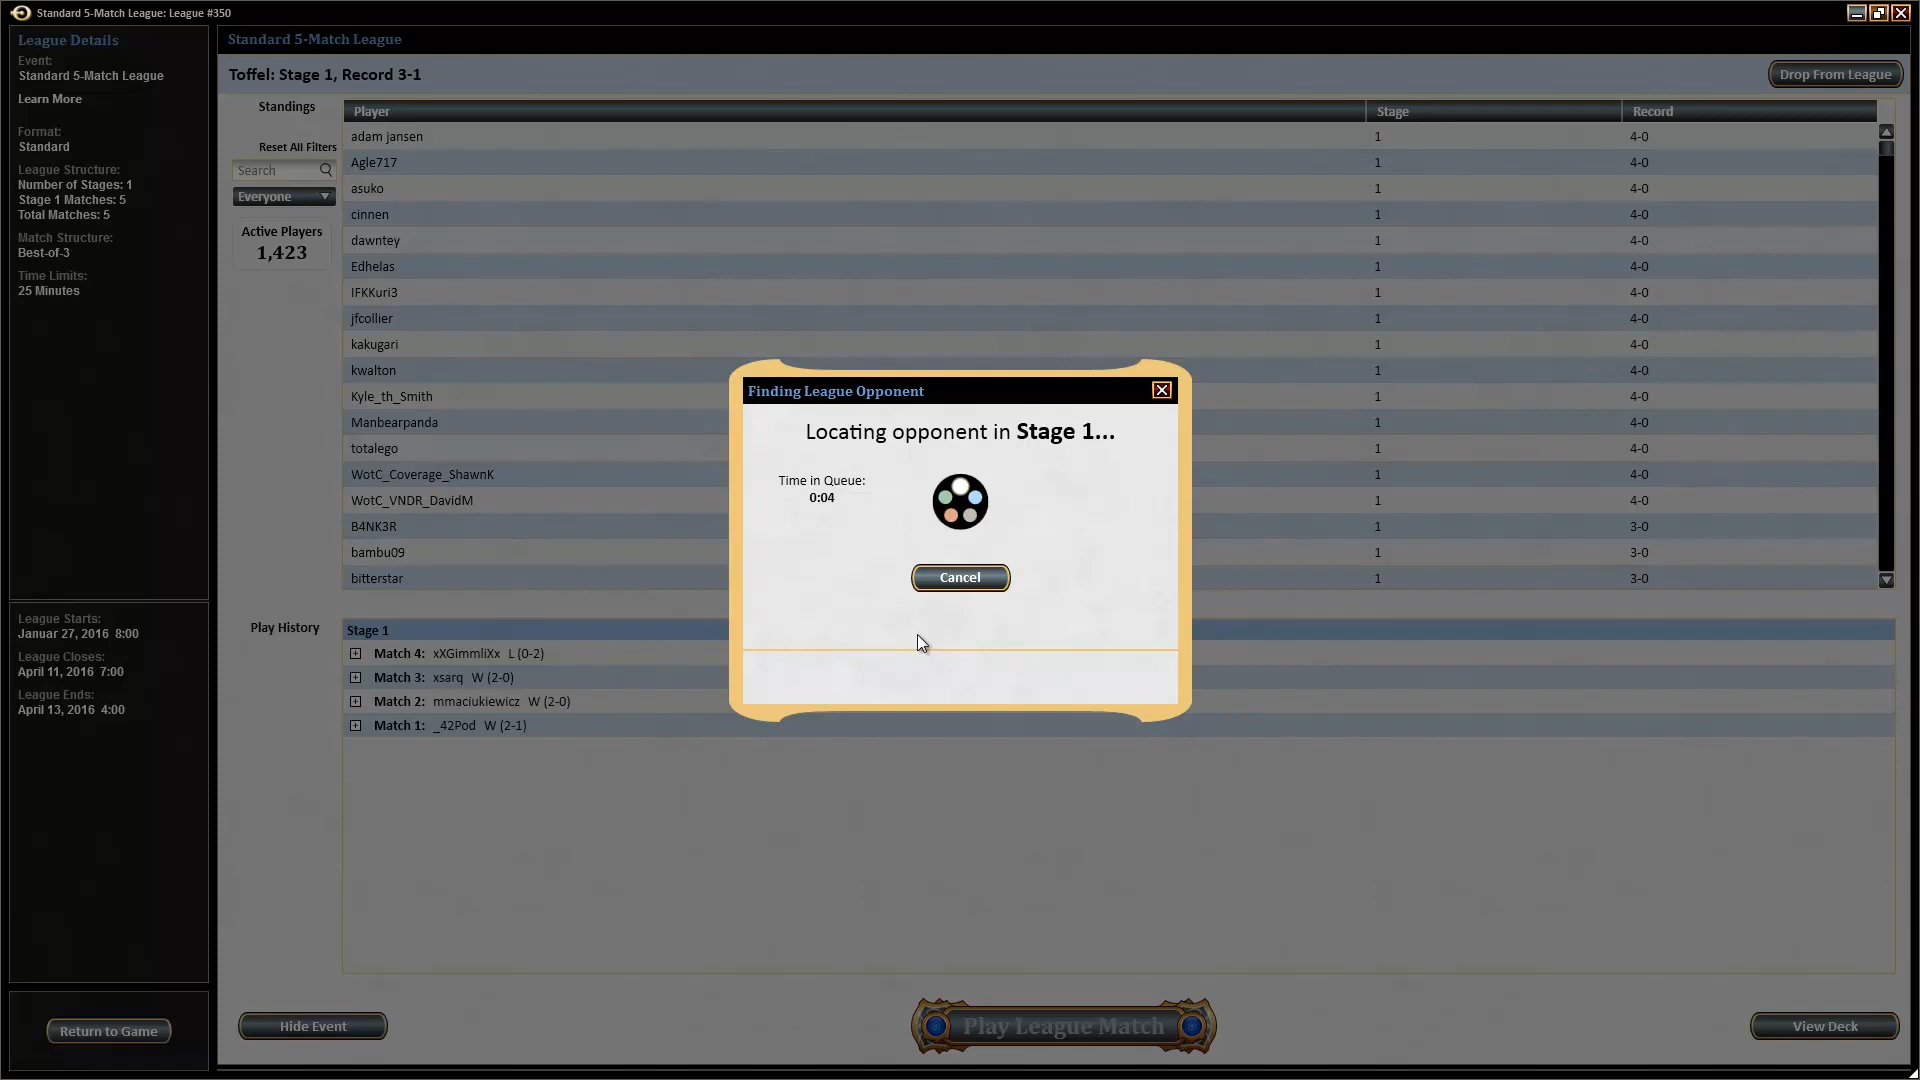 Standard 5-Match League: League #350
League Details
Event:
Standard 5-Match League
Learn More
Format:
Standard
League Structure:
Number of Stages: 1
Stage 1 Matches: 5
Total Matches: 5
Match Structure:
Best-of-3
Time Limits:
25 Minutes
League Starts:
Januar 27, 2016 8:00
League Closes:
April 11, 2016 7:00
League Ends:
April 13, 2016 4:00
Return to Game
Standard 5-Match League
Toffel: Stage 1, Record 3-1
Drop From League
Standings
Reset All Filters
Search
Everyone
Active Players
1,423
Player Stage Record
adam jansen 1 4-0
Agle717 1 4-0
asuko 1 4-0
cinnen 1 4-0
dawntey 1 4-0
Edhelas 1 4-0
IFKKuri3 1 4-0
jfcollier 1 4-0
kakugari 1 4-0
kwalton 1 4-0
Kyle_th_Smith 1 4-0
Manbearpanda 1 4-0
totalego 1 4-0
WotC_Coverage_ShawnK 1 4-0
WotC_VNDR_DavidM 1 4-0
B4NK3R 1 3-0
bambu09 1 3-0
bitterstar 1 3-0
Finding League Opponent
Locating opponent in Stage 1...
Time in Queue:
0:04
Cancel
Play History
Stage 1
Match 4: xXGimmliXx L (0-2)
Match 3: xsarq W (2-0)
Match 2: mmaciukiewicz W (2-0)
Match 1: _42Pod W (2-1)
Hide Event
Play League Match
View Deck